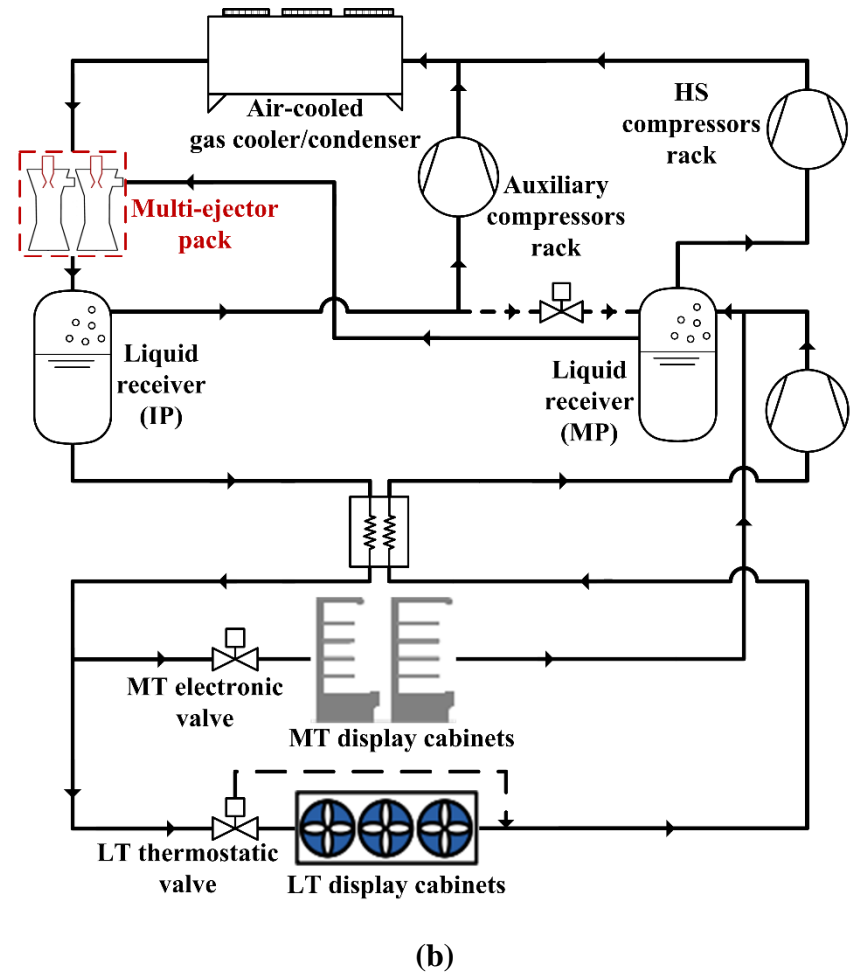 Air-cooled
gas cooler/condenser
HS
compressors
rack
Multi-ejector
pack
Auxiliary
compressors
rack
Liquid
receiver
(IP)
Liquid
receiver
(MP)
MT electronic
valve
MT display cabinets
LT thermostatic
valve
LT display cabinets
(b)